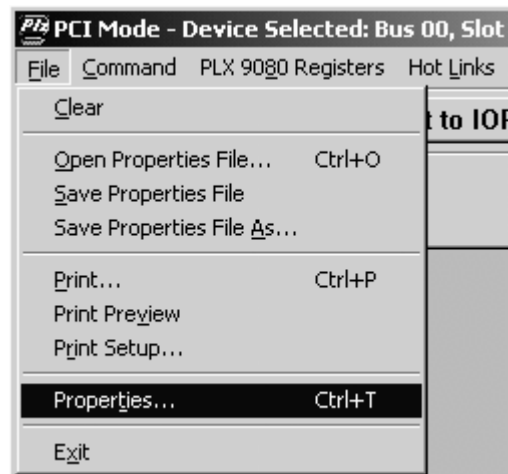 PCI Mode - Device Selected: Bus 00, Slot
File Command PLX 9080 Registers Hot Links
Clear
t to IOP
Open Properties File... Ctrl+O
Save Properties File
Save Properties File As...
Print... Ctrl+P
Print Preview
Print Setup...
Properties... Ctrl+T
Exit